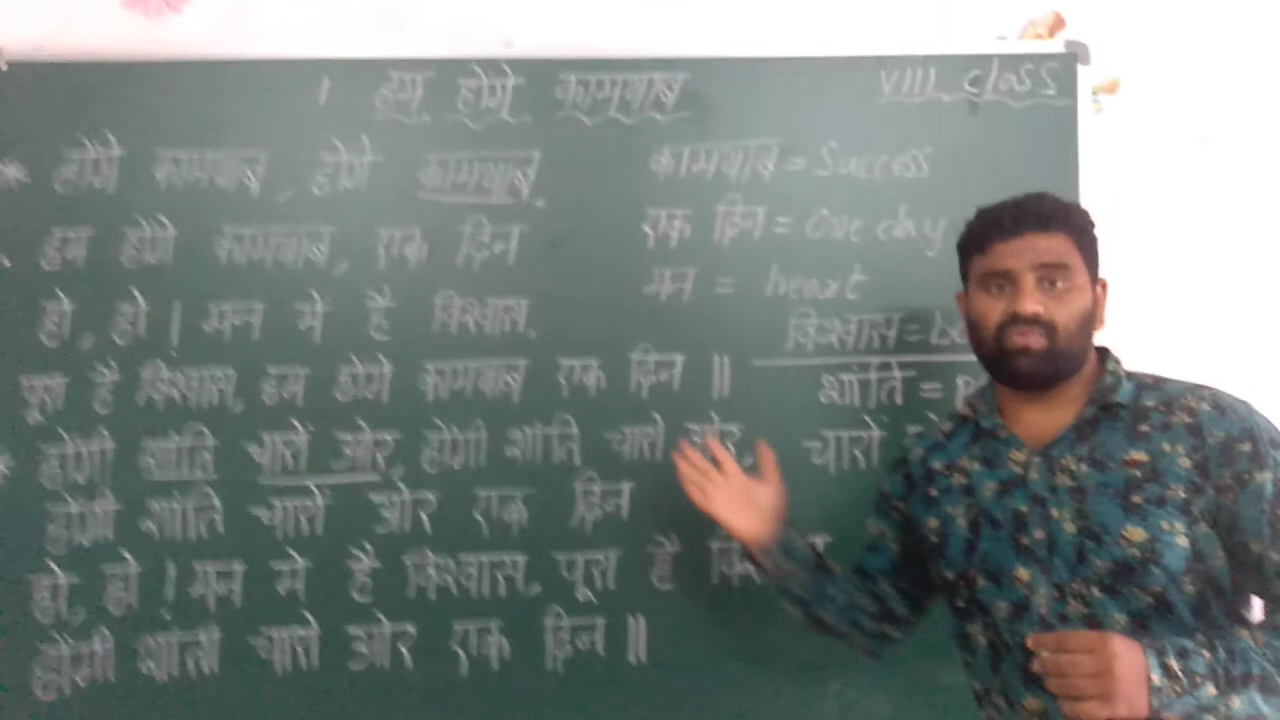 1 हम होंगे कामयाब
VIII class
* होंगे कामयाब, होंगे कामयाब,
हम होंगे कामयाब, एक दिन
हो, हो ! मन में है विश्वास,
पूरा है विश्वास, हम होंगे कामयाब एक दिन ॥
* होगी शांति चारों ओर, होगी शांति चारों ओर,
होगी शांति चारों ओर एक दिन
हो, हो ! मन में है विश्वास, पूरा है
होगी शांती चारों ओर एक दिन ॥
कामयाब = Success
एक दिन = One day
मन = heart
विश्वास =
शांति =
चारों